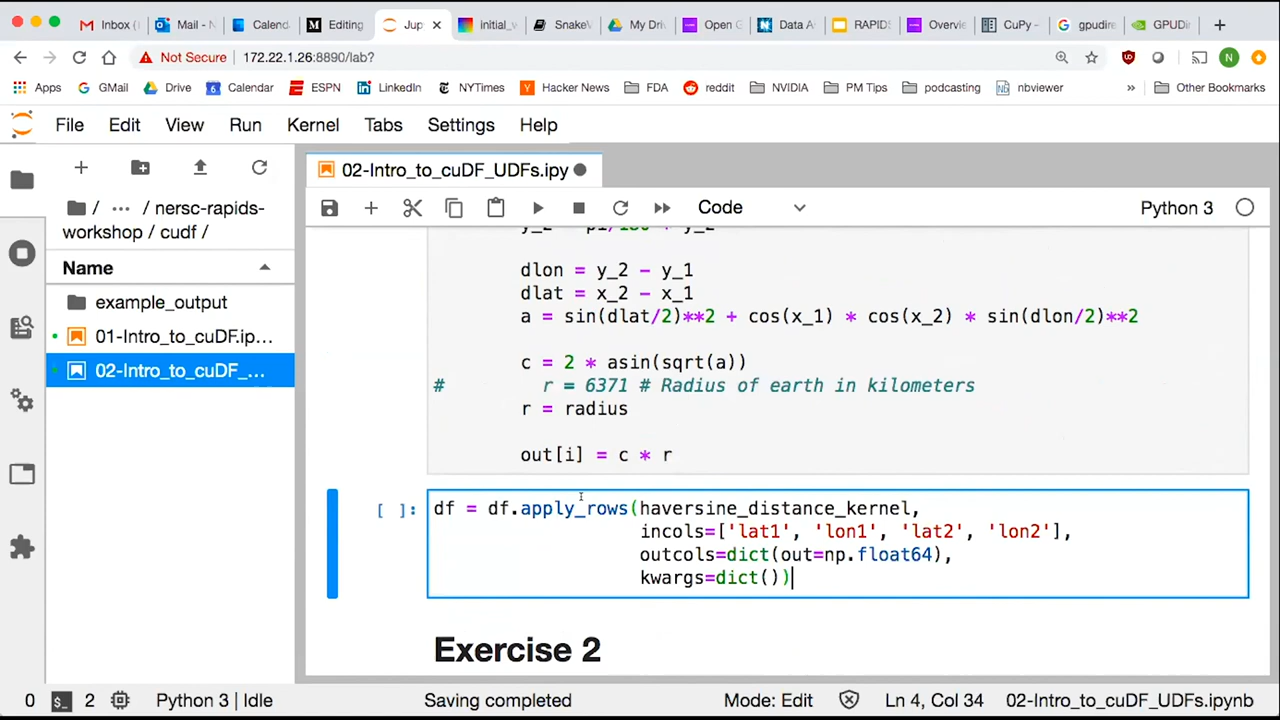 Inbox ( Mail - N Calend Editing Jup initial_v SnakeV My Dri Open G Data A RAPIDS Overvie CuPy - gpudire GPUDir
Not Secure 172.22.1.26:8890/lab?
Apps GMail Drive Calendar ESPN LinkedIn NYTimes Hacker News FDA reddit NVIDIA PM Tips podcasting nbviewer » Other Bookmarks
File Edit View Run Kernel Tabs Settings Help
02-Intro_to_cuDF_UDFs.ipy
Code Python 3
/ ... / nersc-rapids-
workshop / cudf /
Name
example_output
01-Intro_to_cuDF.ip...
02-Intro_to_cuDF_...
dlon = y_2 - y_1
dlat = x_2 - x_1
a = sin(dlat/2)**2 + cos(x_1) * cos(x_2) * sin(dlon/2)**2
c = 2 * asin(sqrt(a))
# r = 6371 # Radius of earth in kilometers
r = radius
out[i] = c * r
[ ]: df = df.apply_rows(haversine_distance_kernel,
incols=['lat1', 'lon1', 'lat2', 'lon2'],
outcols=dict(out=np.float64),
kwargs=dict())
Exercise 2
0 2 Python 3 | Idle Saving completed Mode: Edit Ln 4, Col 34 02-Intro_to_cuDF_UDFs.ipynb